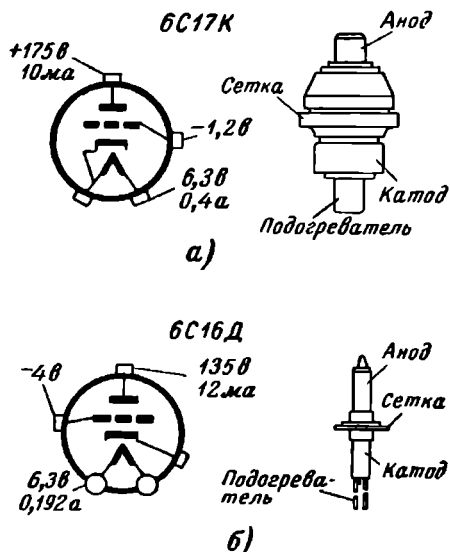 6С17К
+175в
10ма
−1,2в
6,3в
0,4а
Анод
Сетка
Катод
Подогреватель
а)
6С16Д
−4в
135в
12ма
6,3в
0,192а
Анод
Сетка
Катод
Подогрева-
тель
б)